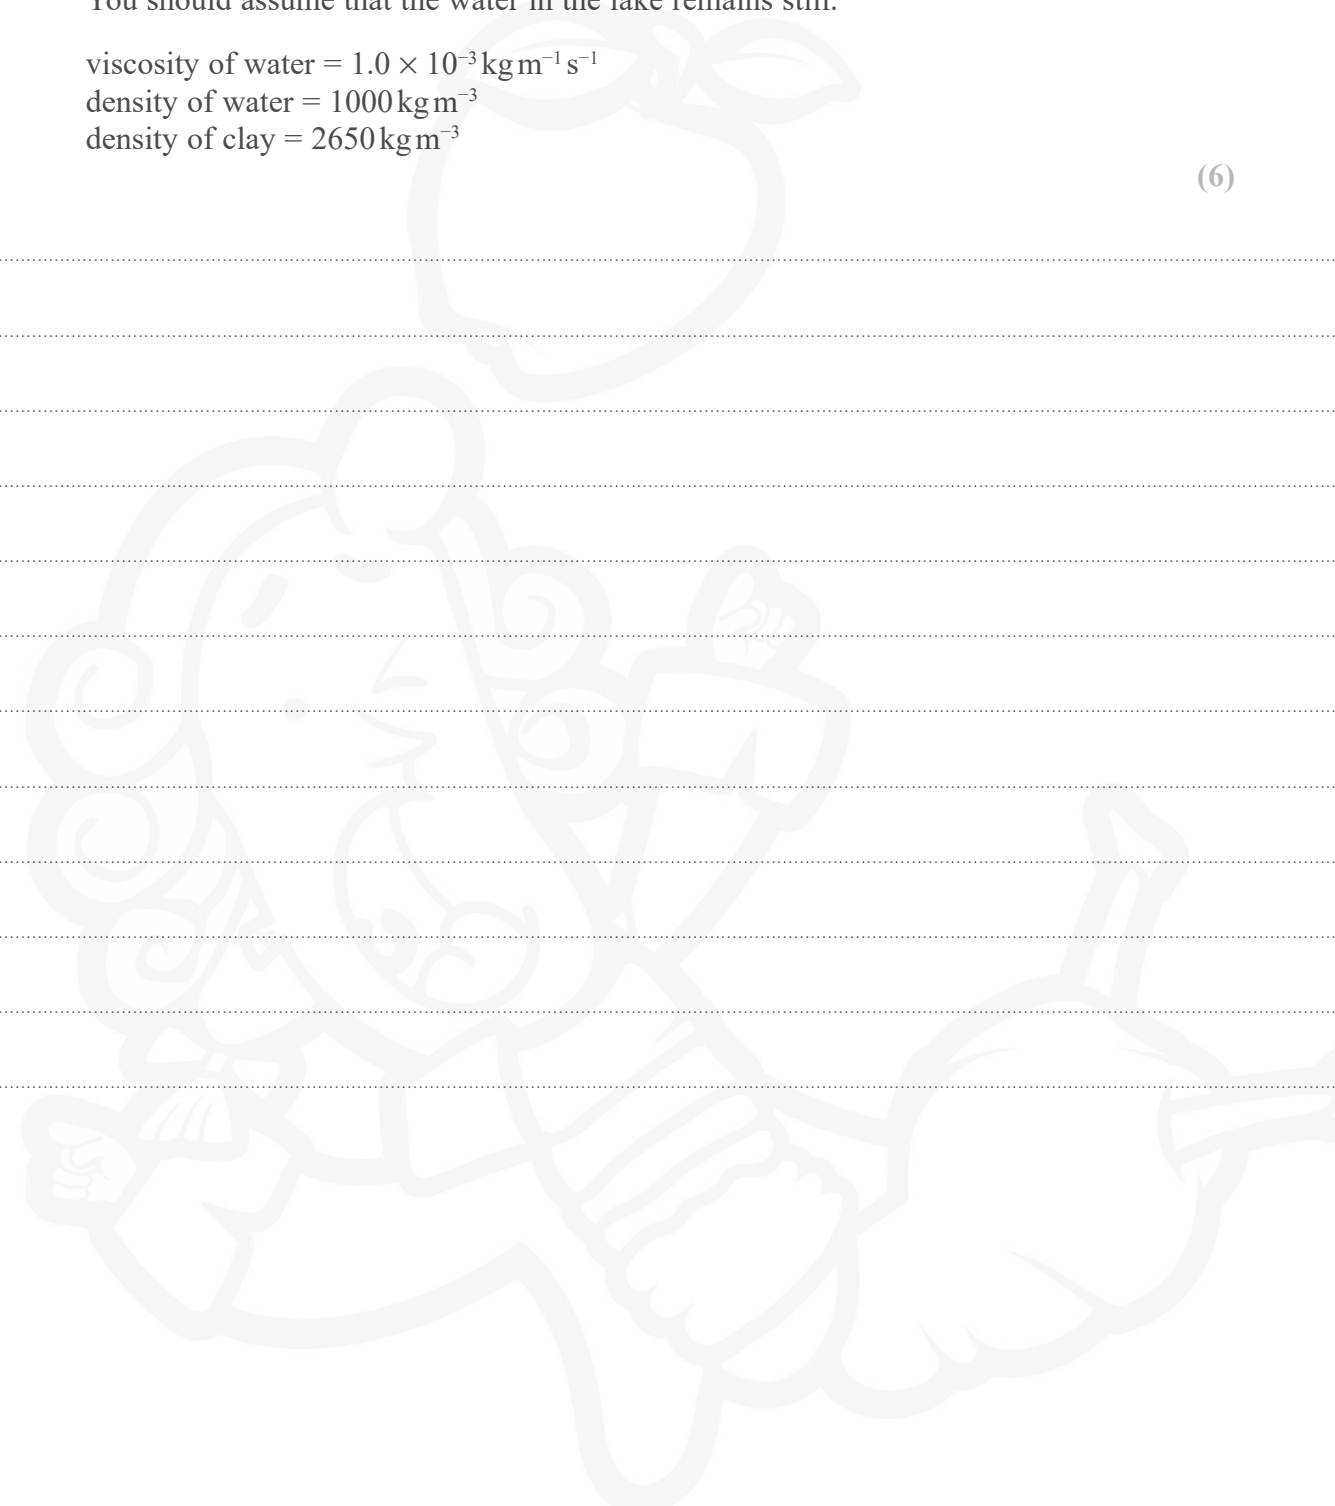 You should assume that the water in the lake remains still.
viscosity of water = 1.0 × 10⁻³ kg m⁻¹ s⁻¹
density of water = 1000 kg m⁻³
density of clay = 2650 kg m⁻³
(6)